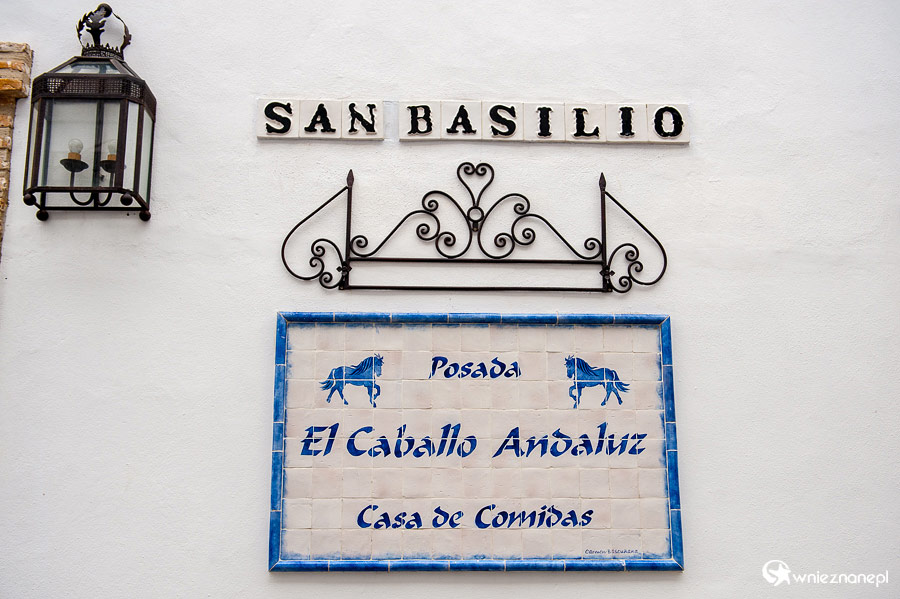 SAN BASILIO
Posada
El Caballo Andaluz
Casa de Comidas
wnieznane.pl